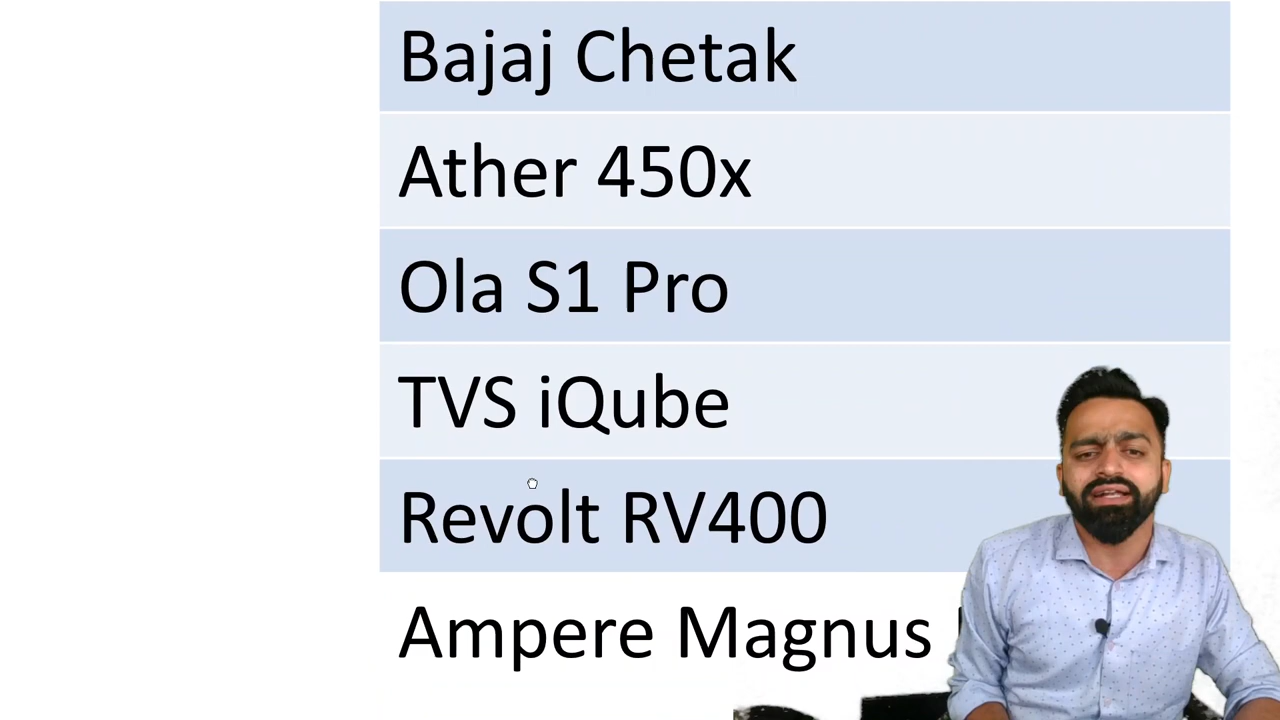 Bajaj Chetak
Ather 450x
Ola S1 Pro
TVS iQube
Revolt RV400
Ampere Magnus